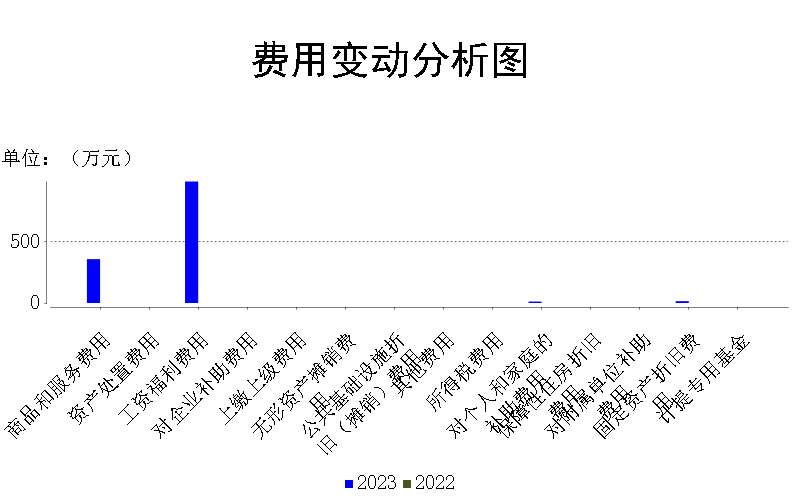 费用变动分析图
单位：（万元）
500
0
商品和服务费用
资产处置费用
工资福利费用
对企业补助费用
上缴上级费用
无形资产摊销费
用
公共基础设施折
旧（摊销）费用
其他费用
所得税费用
对个人和家庭的
补助费用
保障性住房折旧
费用
对附属单位补助
费用
固定资产折旧费
用
计提专用基金
2023
2022